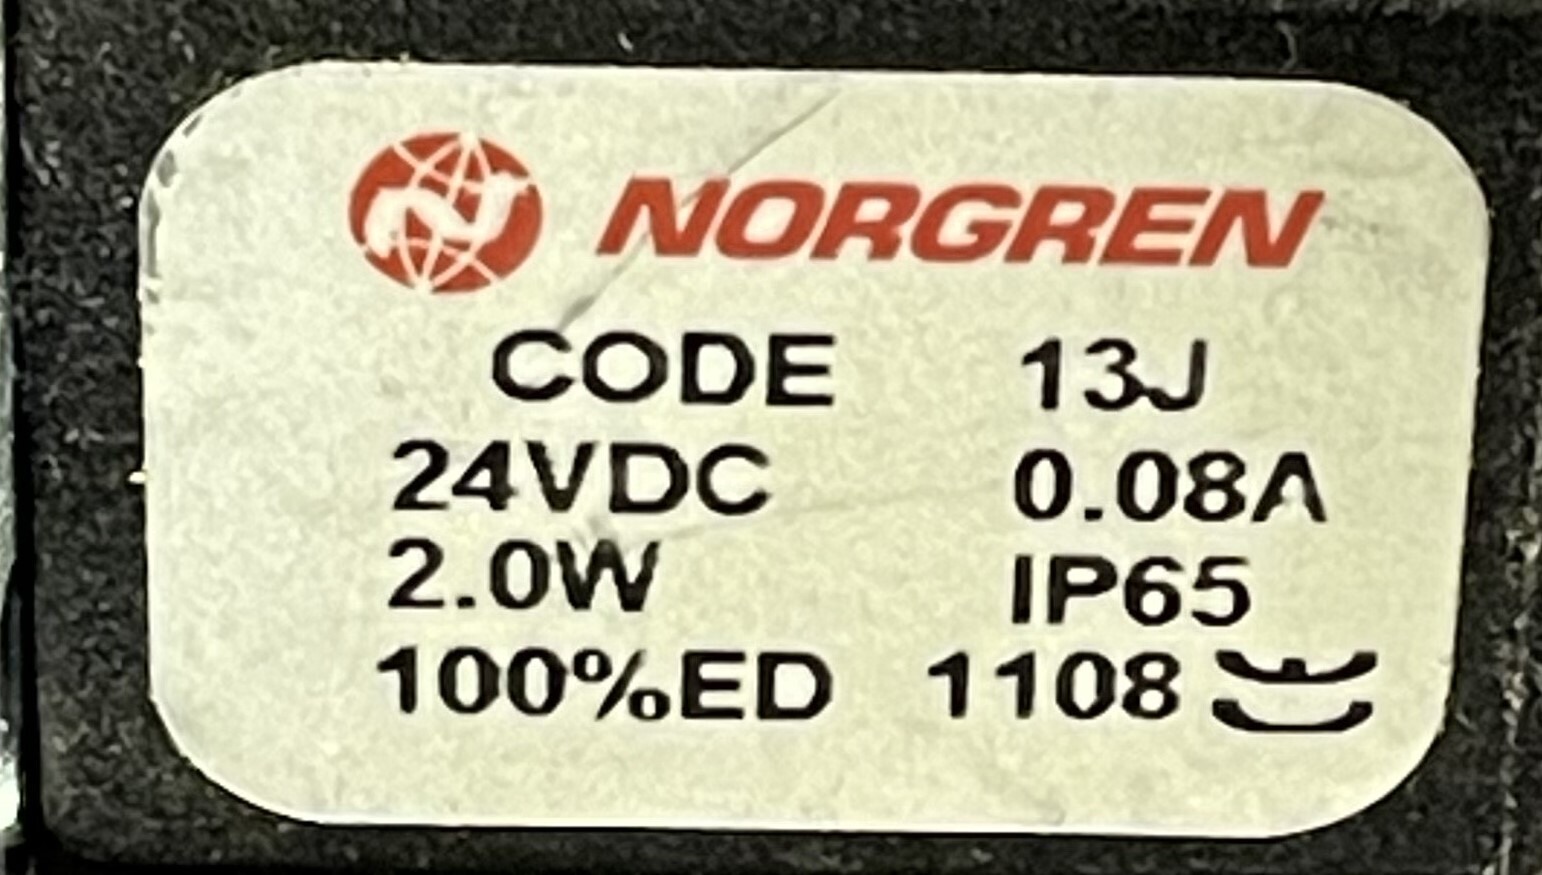 NORGREN
CODE 13J
24VDC 0.08A
2.0W IP65
100%ED 1108